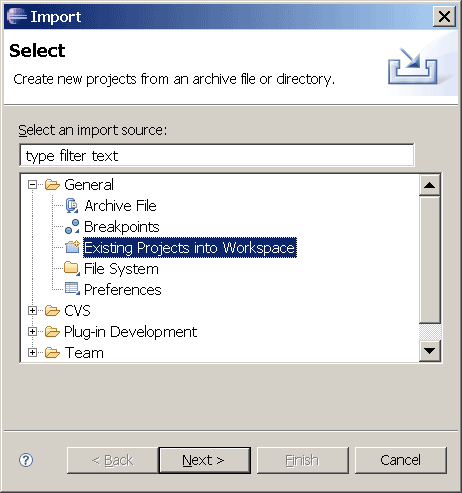 Import
Select
Create new projects from an archive file or directory.
Select an import source:
type filter text
General
Archive File
Breakpoints
Existing Projects into Workspace
File System
Preferences
CVS
Plug-in Development
Team
? < Back Next > Finish Cancel